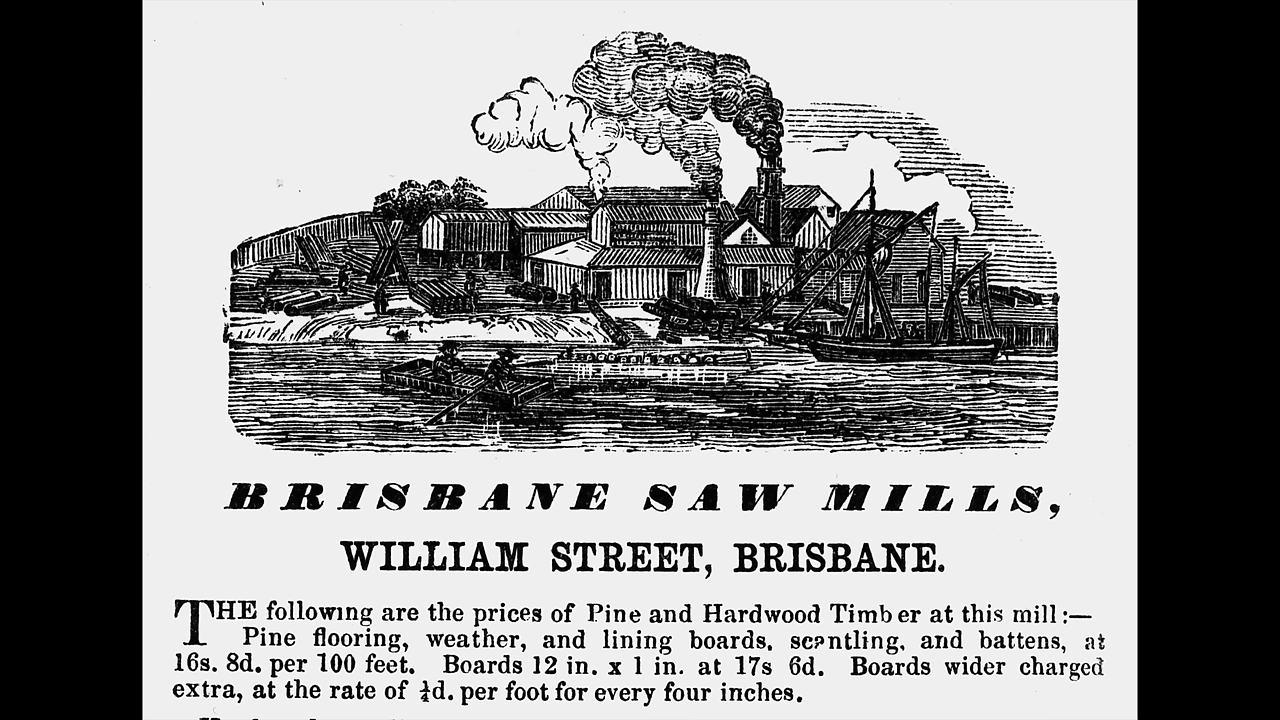 BRISBANE SAW MILLS,
WILLIAM STREET, BRISBANE.
THE following are the prices of Pine and Hardwood Timber at this mill:—
Pine flooring, weather, and lining boards, scantling, and battens, at
16s. 8d. per 100 feet. Boards 12 in. x 1 in. at 17s 6d. Boards wider charged
extra, at the rate of ½d. per foot for every four inches.